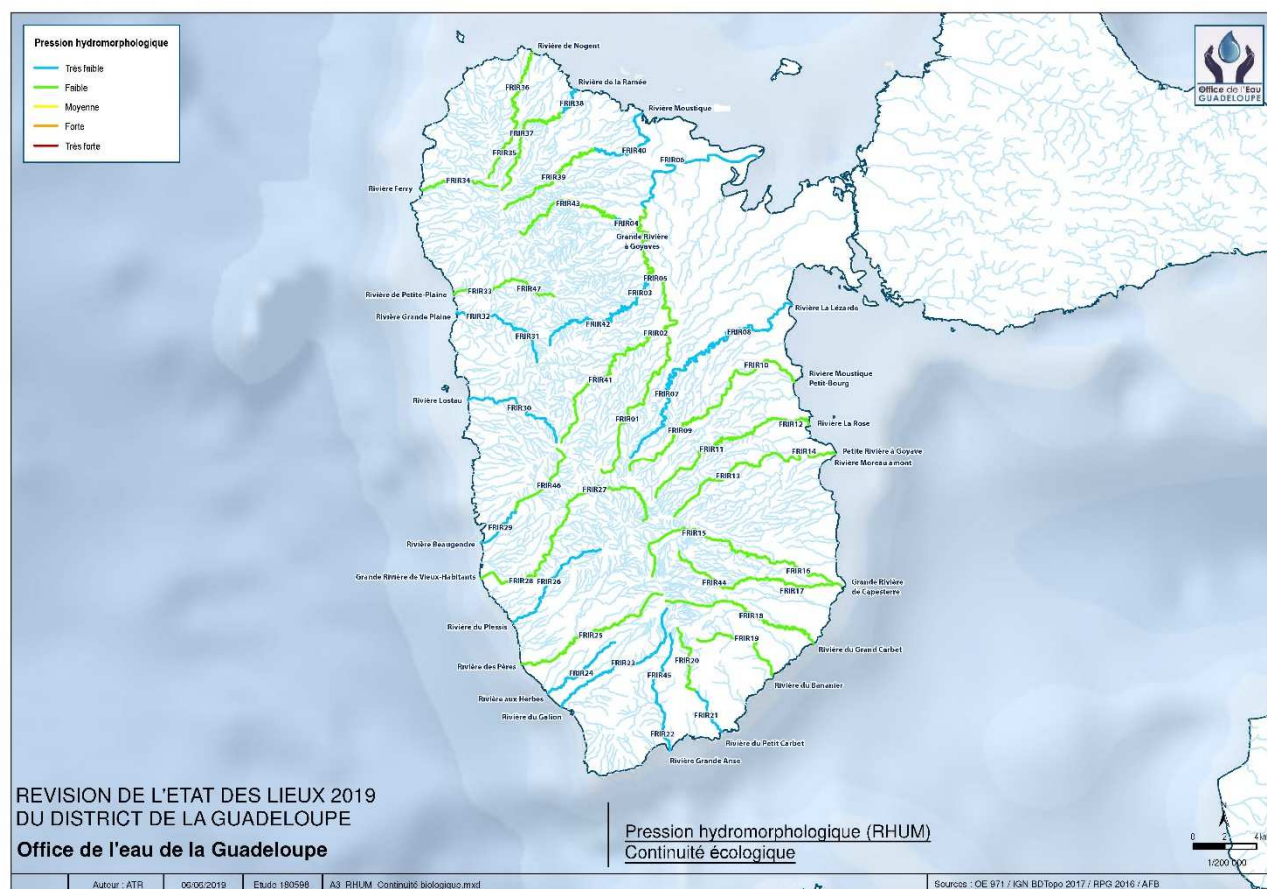 Pression hydromorphologique
Très faible
Faible
Moyenne
Forte
Très forte
Office de l'Eau
GUADELOUPE
Rivière de Nogent
FRIR36
Rivière de la Ramée
FRIR38
Rivière Moustique
FRIR37
FRIR35
FRIR40
FRIR06
FRIR34
FRIR39
Rivière Ferry
FRIR43
FRIR04
Grande Rivière
à Goyaves
FRIR05
Rivière de Petite-Plaine
FRIR33
FRIR47
FRIR03
Rivière La Lézarde
Rivière Grande Plaine
FRIR32
FRIR42
FRIR31
FRIR02
FRIR08
FRIR10
Rivière Moustique
Petit-Bourg
FRIR41
FRIR07
Rivière Lostau
FRIR30
FRIR01
FRIR09
FRIR12
Rivière La Rose
FRIR11
FRIR14
Petite Rivière à Goyave
Rivière Moreau amont
FRIR13
FRIR46
FRIR27
FRIR29
FRIR15
Rivière Beaugendre
FRIR16
Grande Rivière de Vieux-Habitants
FRIR28
FRIR26
FRIR44
FRIR17
Grande Rivière
de Capesterre
Rivière du Plessis
FRIR18
FRIR25
FRIR19
Rivière du Grand Carbet
Rivière des Pères
FRIR23
FRIR20
FRIR24
FRIR45
Rivière du Bananier
Rivière aux Herbes
Rivière du Galion
FRIR21
FRIR22
Rivière du Petit Carbet
Rivière Grande Anse
REVISION DE L'ETAT DES LIEUX 2019
DU DISTRICT DE LA GUADELOUPE
Office de l'eau de la Guadeloupe
Pression hydromorphologique (RHUM)
Continuité écologique
N
0 2 4 km
1/200 000
Auteur : ATR 06/06/2019 Etude 180598 A3_RHUM_Continuité biologique.mxd Sources : OE 971 / IGN BDTopo 2017 / RPG 2016 / AFB